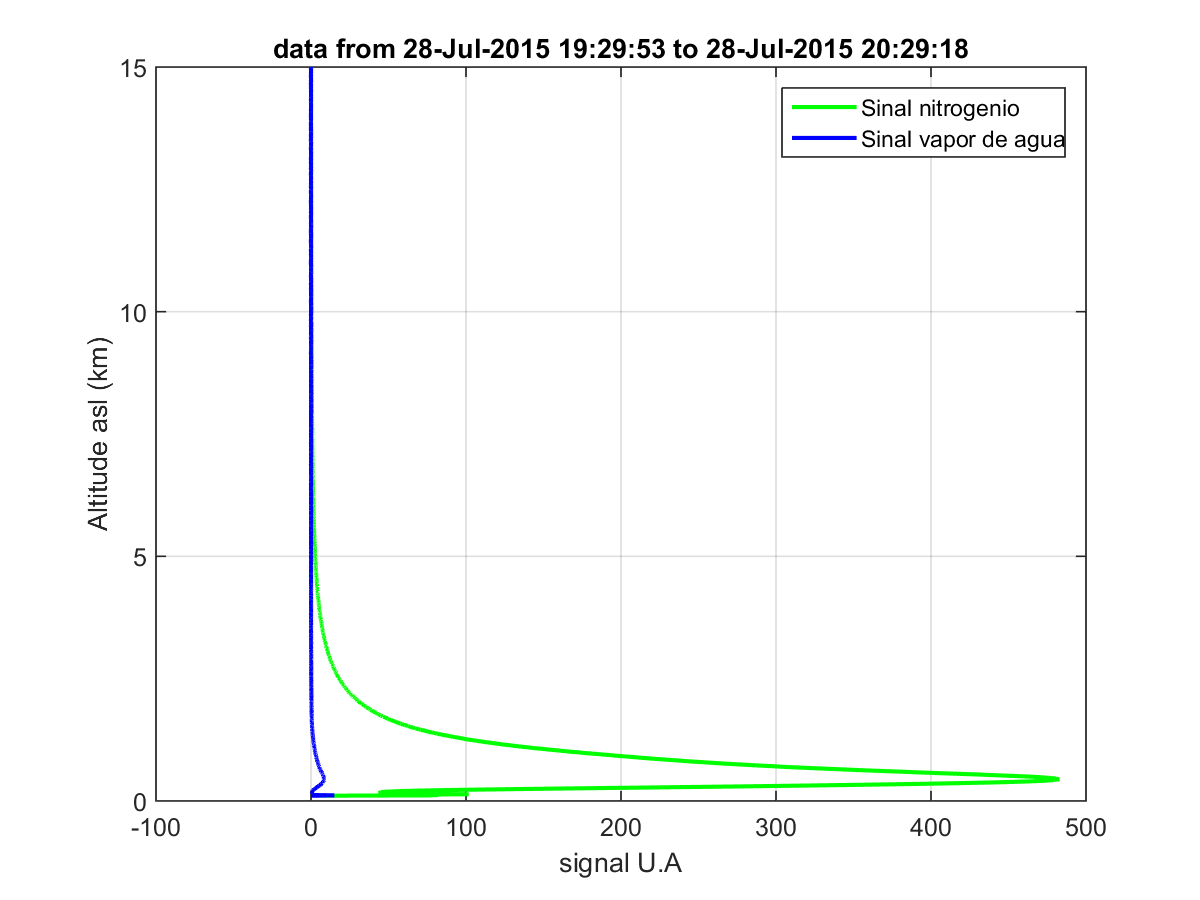 data from 28-Jul-2015 19:29:53 to 28-Jul-2015 20:29:18
Sinal nitrogenio
Sinal vapor de agua
15
10
5
0
Altitude asl (km)
-100 0 100 200 300 400 500
signal U.A